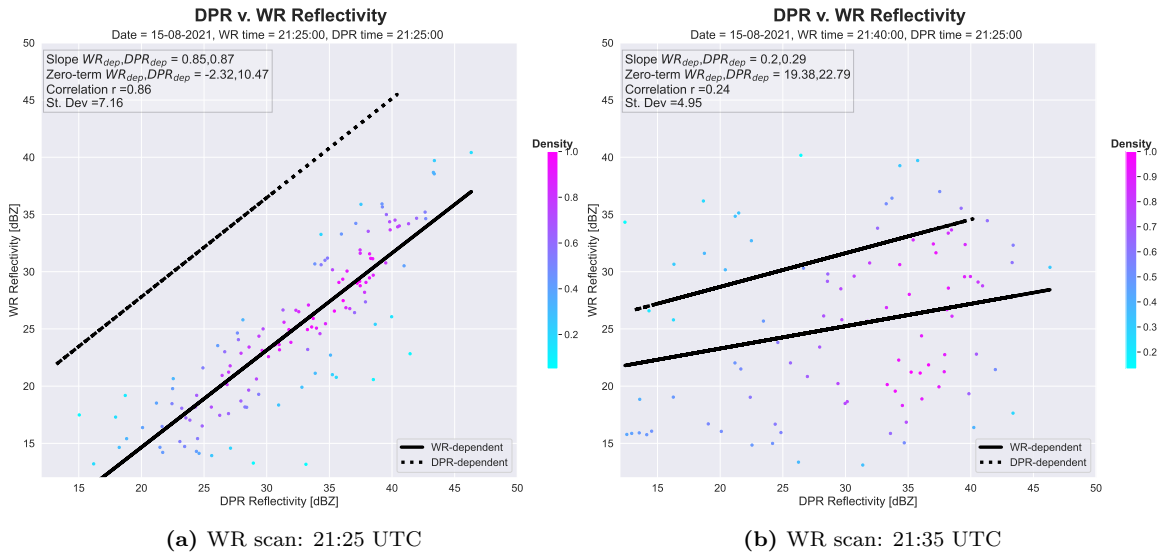 DPR v. WR Reflectivity
Date = 15-08-2021, WR time = 21:25:00, DPR time = 21:25:00
Slope WR_dep,DPR_dep = 0.85,0.87
Zero-term WR_dep,DPR_dep = -2.32,10.47
Correlation r =0.86
St. Dev =7.16
50
45
40
35
30
25
20
15
WR Reflectivity [dBZ]
15 20 25 30 35 40 45 50
DPR Reflectivity [dBZ]
WR-dependent
DPR-dependent
Density
1.0
0.8
0.6
0.4
0.2
(a) WR scan: 21:25 UTC
DPR v. WR Reflectivity
Date = 15-08-2021, WR time = 21:40:00, DPR time = 21:25:00
Slope WR_dep,DPR_dep = 0.2,0.29
Zero-term WR_dep,DPR_dep = 19.38,22.79
Correlation r =0.24
St. Dev =4.95
50
45
40
35
30
25
20
15
WR Reflectivity [dBZ]
15 20 25 30 35 40 45 50
DPR Reflectivity [dBZ]
WR-dependent
DPR-dependent
Density
1.0
0.9
0.8
0.7
0.6
0.5
0.4
0.3
0.2
(b) WR scan: 21:35 UTC